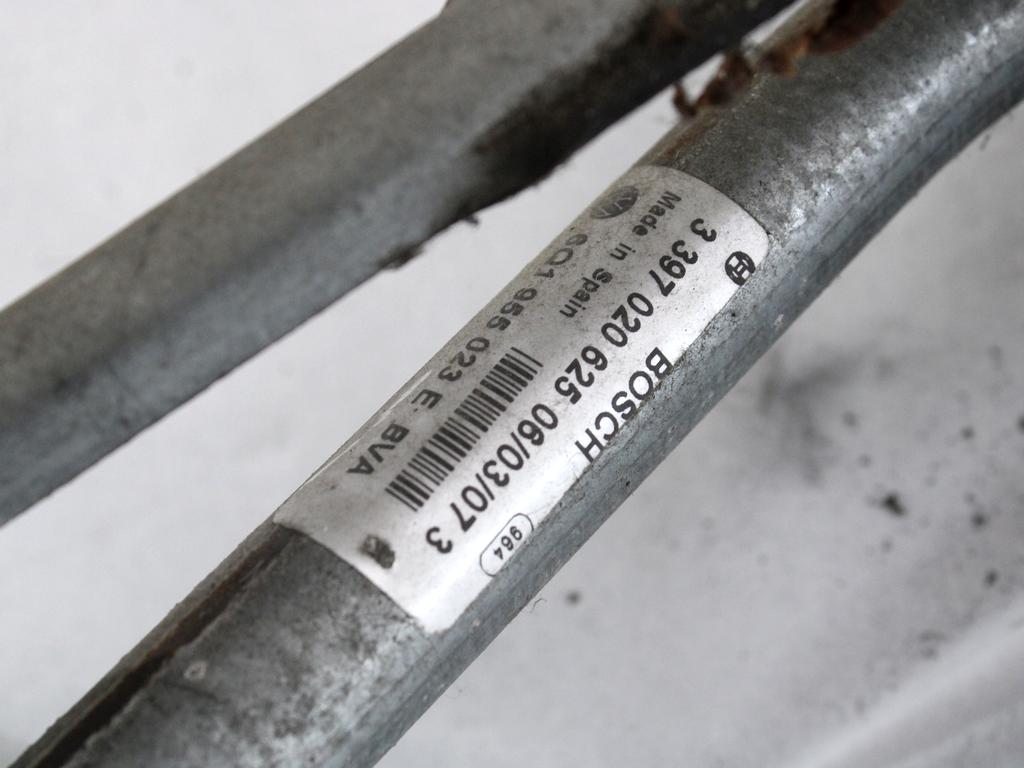 BOSCH
3 397 020 625 06/03/07 3
964
Made in Spain
6Q1 955 023 E BVA